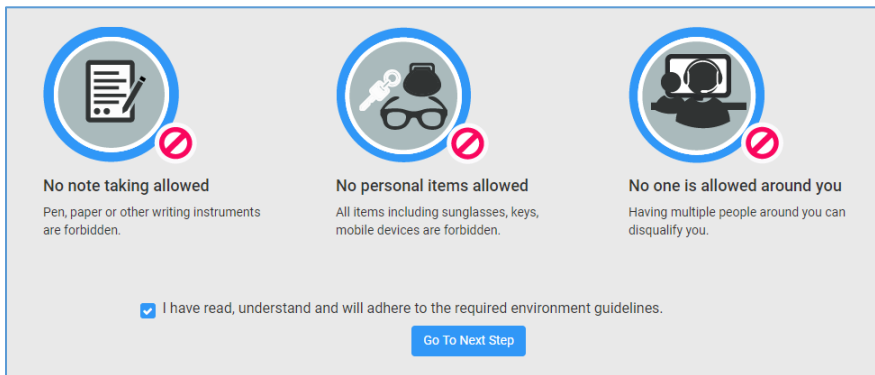 No note taking allowed
Pen, paper or other writing instruments
are forbidden.
No personal items allowed
All items including sunglasses, keys,
mobile devices are forbidden.
No one is allowed around you
Having multiple people around you can
disqualify you.
I have read, understand and will adhere to the required environment guidelines.
Go To Next Step